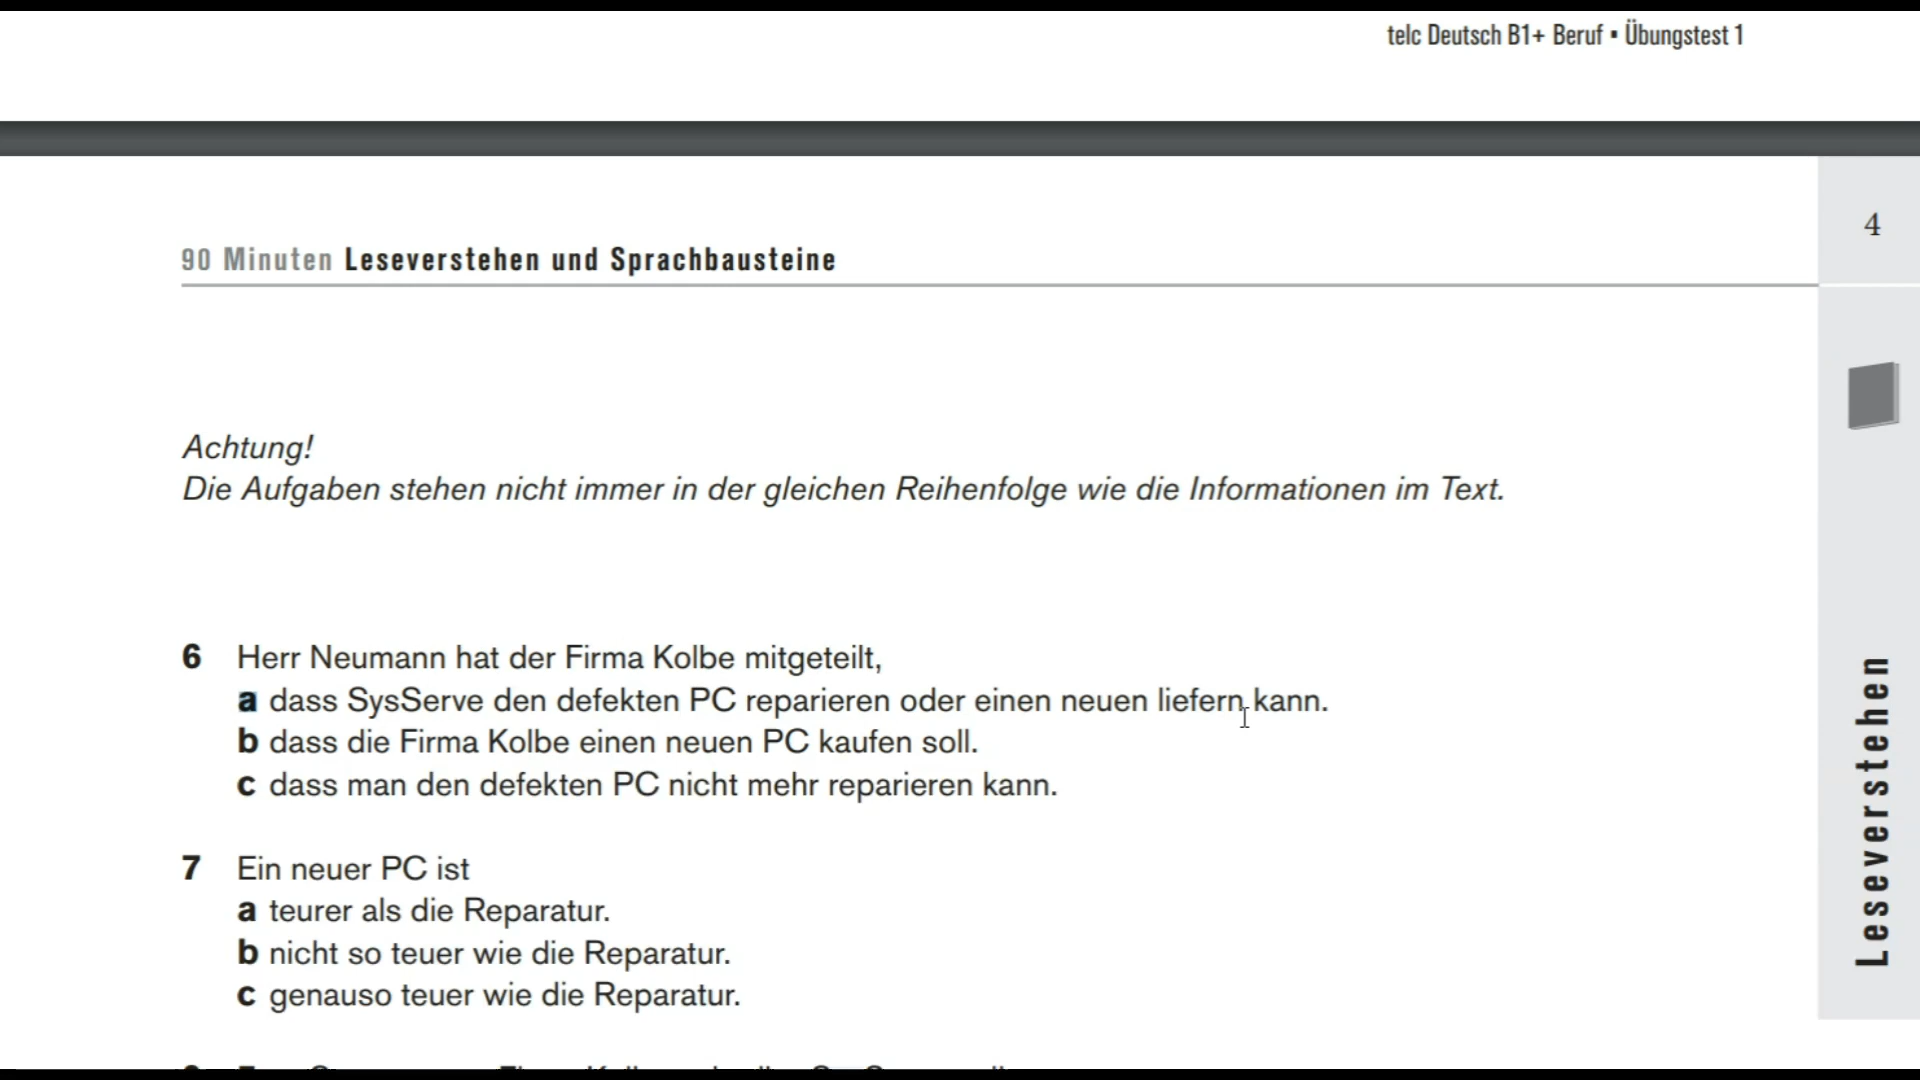 telc Deutsch B1+ Beruf ▪ Übungstest 1
4
90 Minuten Leseverstehen und Sprachbausteine
Achtung!
Die Aufgaben stehen nicht immer in der gleichen Reihenfolge wie die Informationen im Text.
6 Herr Neumann hat der Firma Kolbe mitgeteilt,
a dass SysServe den defekten PC reparieren oder einen neuen liefern kann.
b dass die Firma Kolbe einen neuen PC kaufen soll.
c dass man den defekten PC nicht mehr reparieren kann.
7 Ein neuer PC ist
a teurer als die Reparatur.
b nicht so teuer wie die Reparatur.
c genauso teuer wie die Reparatur.
Leseverstehen